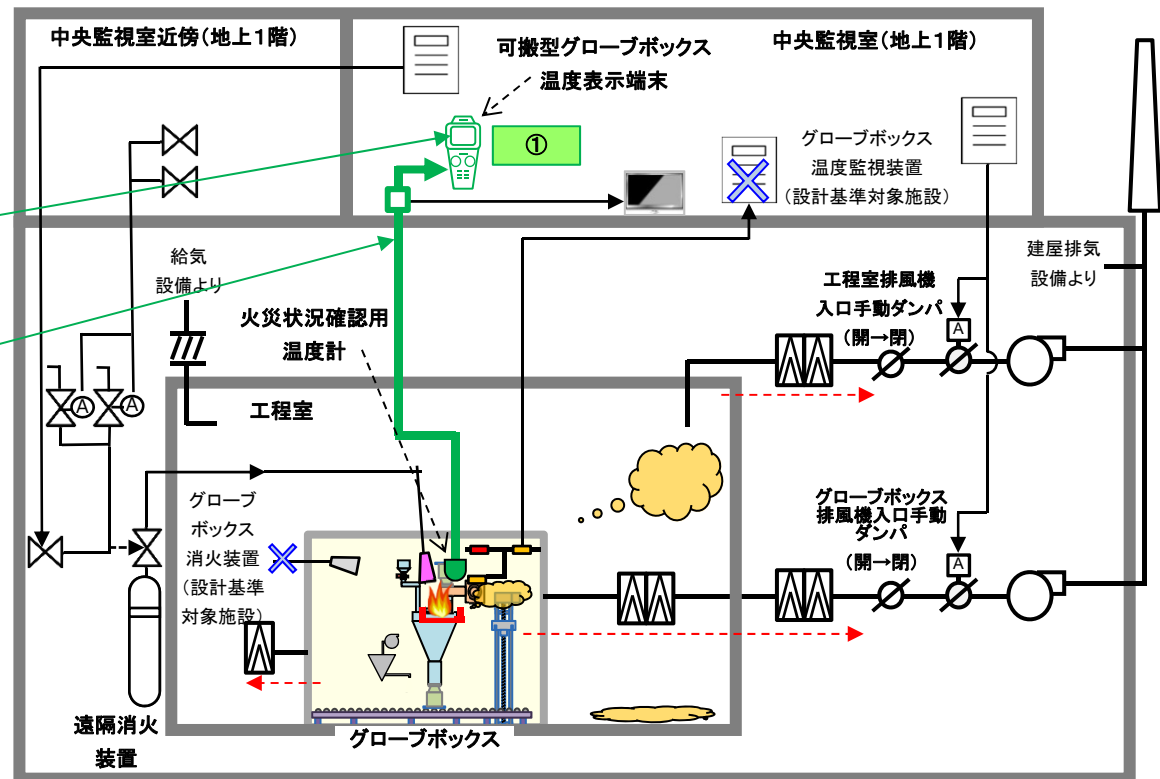 中央監視室近傍(地上1階)
中央監視室(地上1階)
可搬型グローブボックス
温度表示端末
①
グローブボックス
温度監視装置
(設計基準対象施設)
給気
設備より
火災状況確認用
温度計
工程室排風機
入口手動ダンパ
(開→閉)
建屋排気
設備より
A
A
A
工程室
グローブ
ボックス
消火装置
(設計基準
対象施設)
グローブボックス
排風機入口手動
ダンパ
(開→閉)
A
遠隔消火
装置
グローブボックス